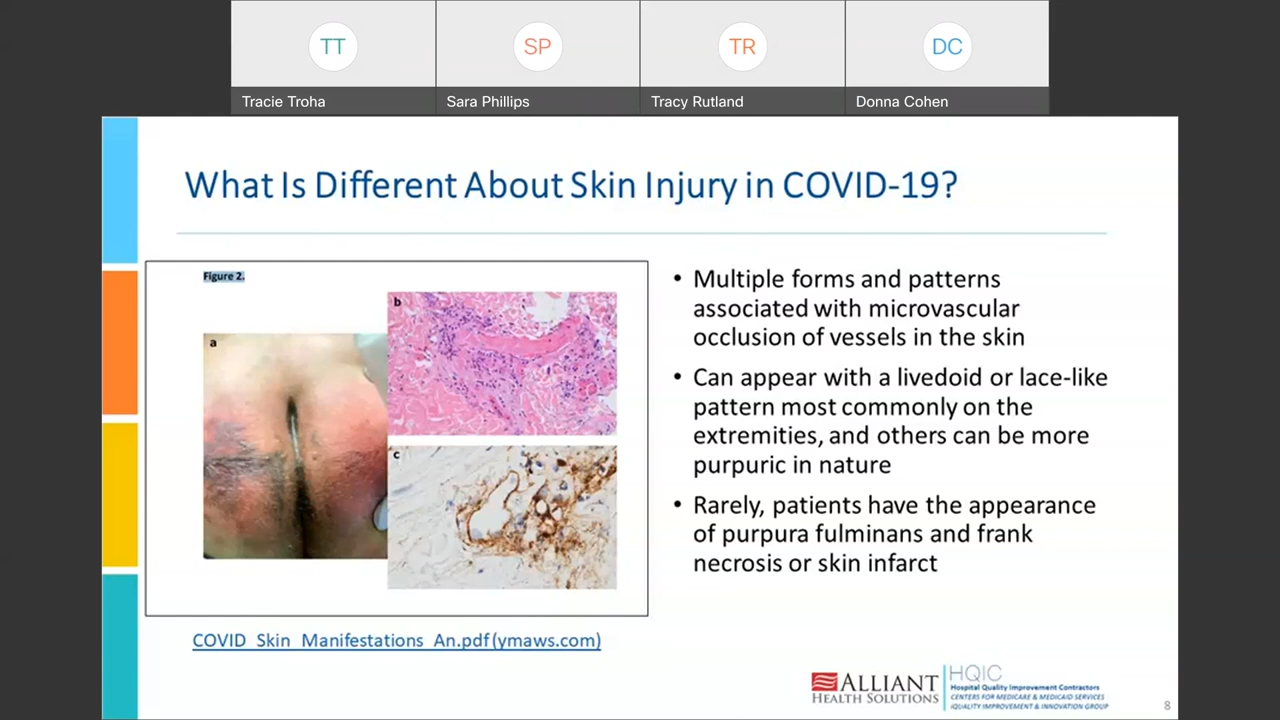 TT
SP
TR
DC
Tracie Troha
Sara Phillips
Tracy Rutland
Donna Cohen
What Is Different About Skin Injury in COVID-19?
Figure 2.
a
b
c
COVID_Skin_Manifestations_An.pdf (ymaws.com)
• Multiple forms and patterns
associated with microvascular
occlusion of vessels in the skin
• Can appear with a livedoid or lace-like
pattern most commonly on the
extremities, and others can be more
purpuric in nature
• Rarely, patients have the appearance
of purpura fulminans and frank
necrosis or skin infarct
ALLIANT
HEALTH SOLUTIONS
HQIC
Hospital Quality Improvement Contractors
CENTERS FOR MEDICARE & MEDICAID SERVICES
iQUALITY IMPROVEMENT & INNOVATION GROUP
8